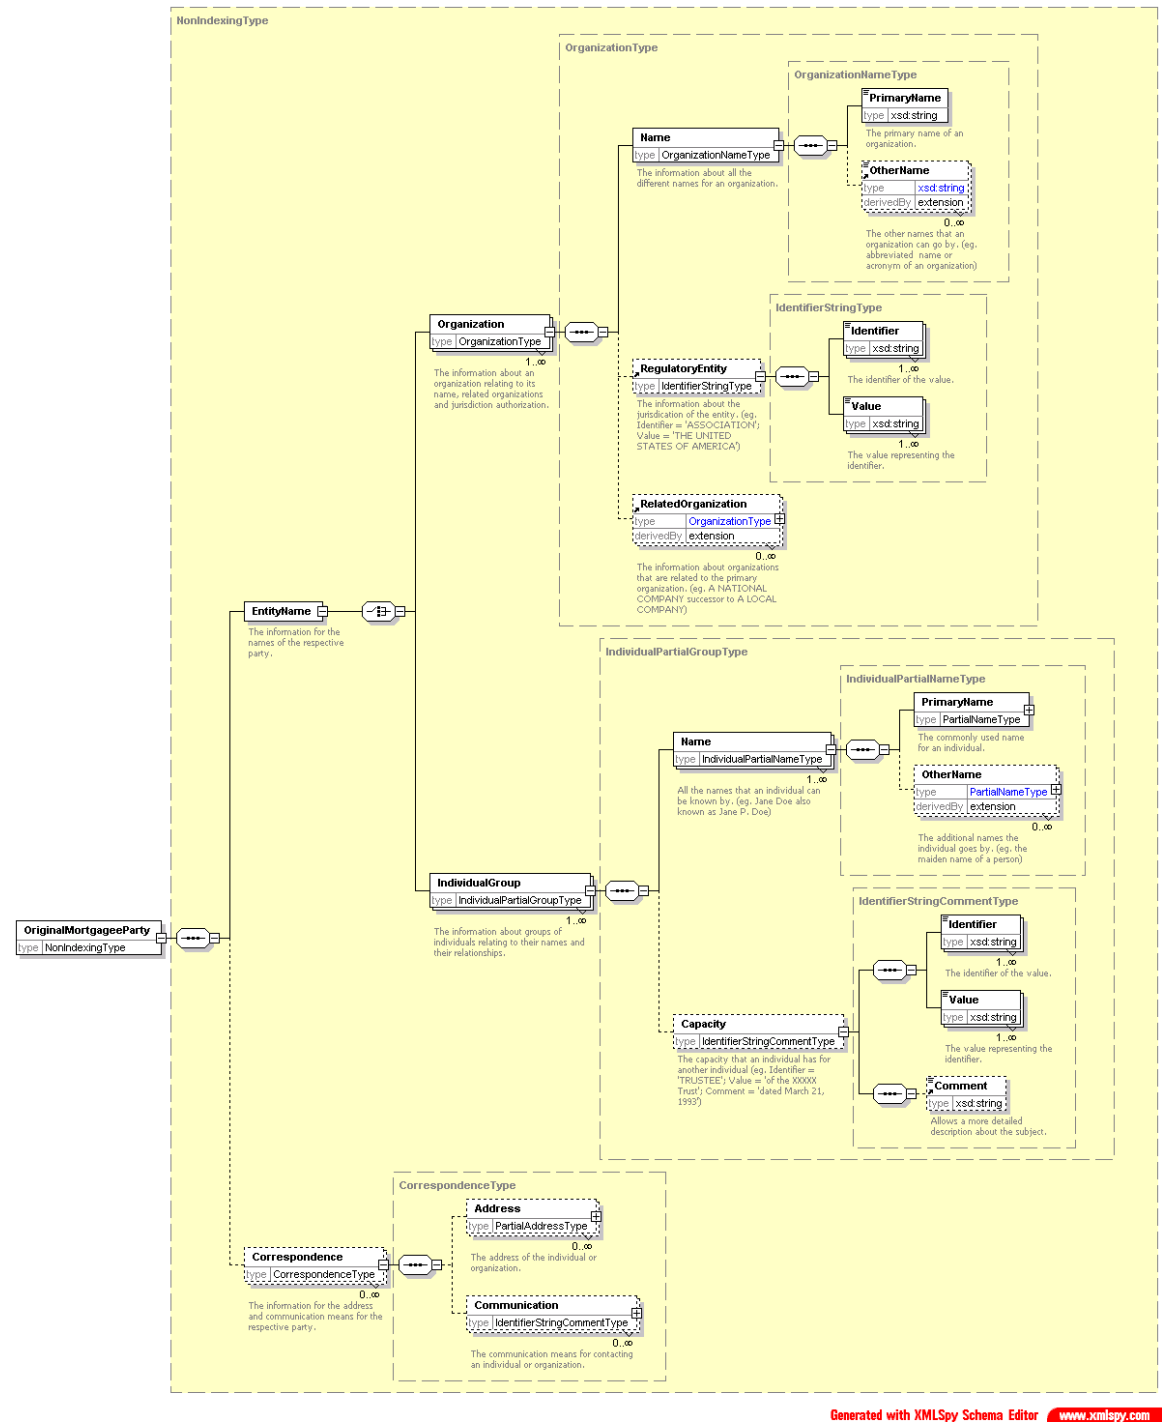 NonIndexingType
OrganizationType
OrganizationNameType
PrimaryName
type xsd:string
The primary name of an
organization.
Name
type OrganizationNameType
The information about all the
different names for an organization.
OtherName
type xsd:string
derivedBy extension
0..∞
The other names that an
organization can go by. (eg.
abbreviated name or
acronym of an organization)
IdentifierStringType
Organization
type OrganizationType
1..∞
The information about an
organization relating to its
name, related organizations
and jurisdiction authorization.
Identifier
type xsd:string
1..∞
The identifier of the value.
RegulatoryEntity
type IdentifierStringType
The information about the
jurisdication of the entity. (eg.
Identifier = 'ASSOCIATION';
Value = 'THE UNITED
STATES OF AMERICA')
Value
type xsd:string
1..∞
The value representing the
identifier.
RelatedOrganization
type OrganizationType
derivedBy extension
0..∞
The information about organizations
that are related to the primary
organization. (eg. A NATIONAL
COMPANY successor to A LOCAL
COMPANY)
EntityName
The information for the
names of the respective
party.
IndividualPartialGroupType
IndividualPartialNameType
PrimaryName
type PartialNameType
The commonly used name
for an individual.
Name
type IndividualPartialNameType
1..∞
All the names that an individual can
be known by. (eg. Jane Doe also
known as Jane P. Doe)
OtherName
type PartialNameType
derivedBy extension
0..∞
The additional names the
individual goes by. (eg. the
maiden name of a person)
IndividualGroup
type IndividualPartialGroupType
1..∞
The information about groups of
individuals relating to their names and
their relationships.
IdentifierStringCommentType
Identifier
type xsd:string
1..∞
The identifier of the value.
OriginalMortgageeParty
type NonIndexingType
Value
type xsd:string
1..∞
The value representing the
identifier.
Capacity
type IdentifierStringCommentType
The capacity that an individual has for
another individual (eg. Identifier =
'TRUSTEE'; Value = 'of the XXXXX
Trust'; Comment = 'dated March 21,
1993')
Comment
type xsd:string
Allows a more detailed
description about the subject.
CorrespondenceType
Address
type PartialAddressType
0..∞
The address of the individual or
organization.
Correspondence
type CorrespondenceType
0..∞
The information for the address
and communication means for the
respective party.
Communication
type IdentifierStringCommentType
0..∞
The communication means for contacting
an individual or organization.
Generated with XMLSpy Schema Editor www.xmlspy.com